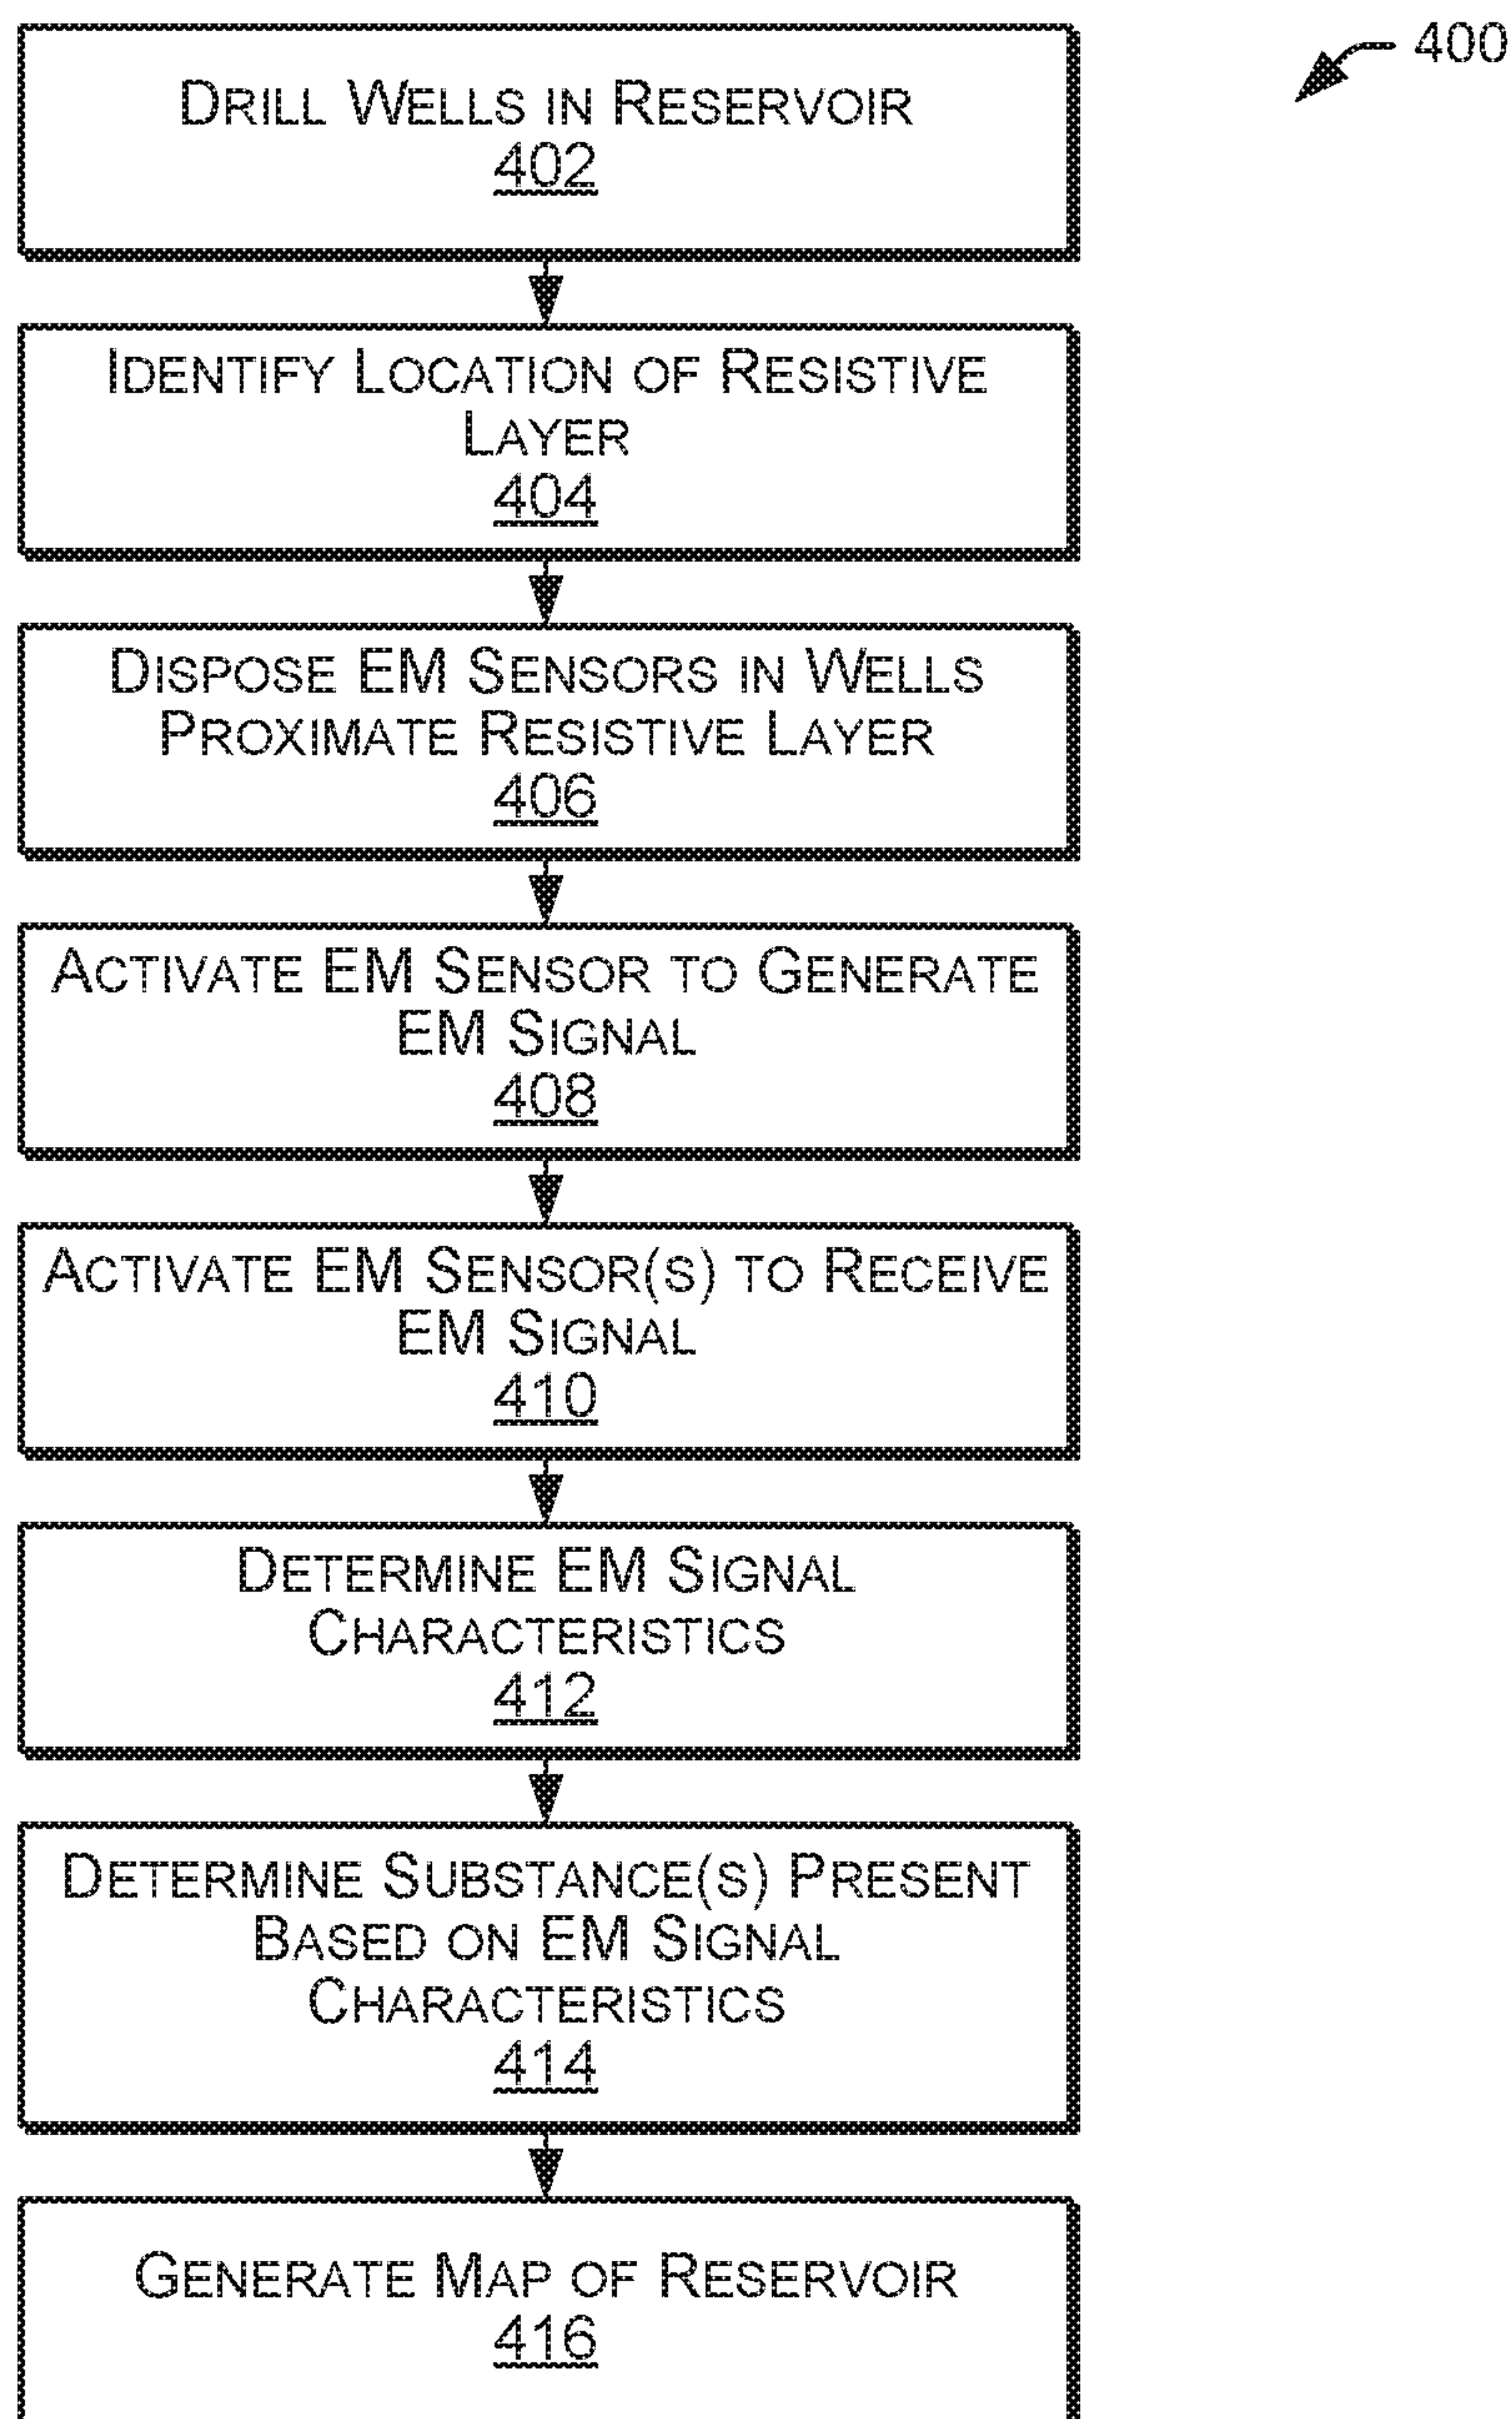 400
DRILL WELLS IN RESERVOIR
402
IDENTIFY LOCATION OF RESISTIVE
LAYER
404
DISPOSE EM SENSORS IN WELLS
PROXIMATE RESISTIVE LAYER
406
ACTIVATE EM SENSOR TO GENERATE
EM SIGNAL
408
ACTIVATE EM SENSOR(S) TO RECEIVE
EM SIGNAL
410
DETERMINE EM SIGNAL
CHARACTERISTICS
412
DETERMINE SUBSTANCE(S) PRESENT
BASED ON EM SIGNAL
CHARACTERISTICS
414
GENERATE MAP OF RESERVOIR
416